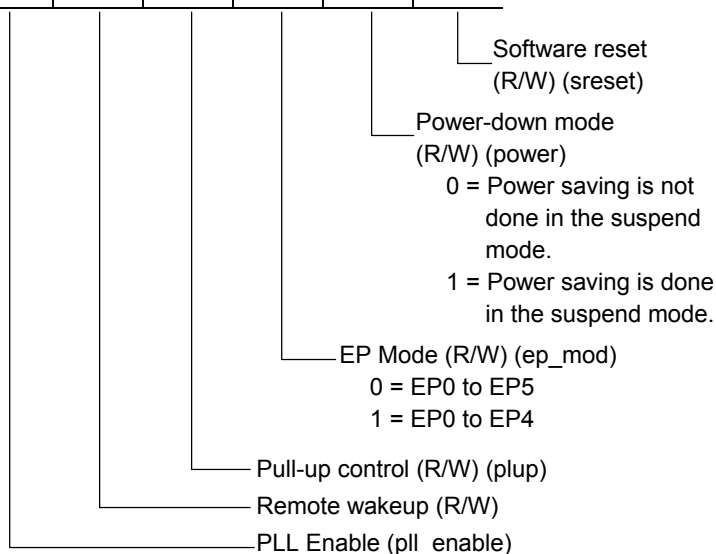 Software reset
(R/W) (sreset)
Power-down mode
(R/W) (power)
0 = Power saving is not
done in the suspend
mode.
1 = Power saving is done
in the suspend mode.
EP Mode (R/W) (ep_mod)
0 = EP0 to EP5
1 = EP0 to EP4
Pull-up control (R/W) (plup)
Remote wakeup (R/W)
PLL Enable (pll_enable)